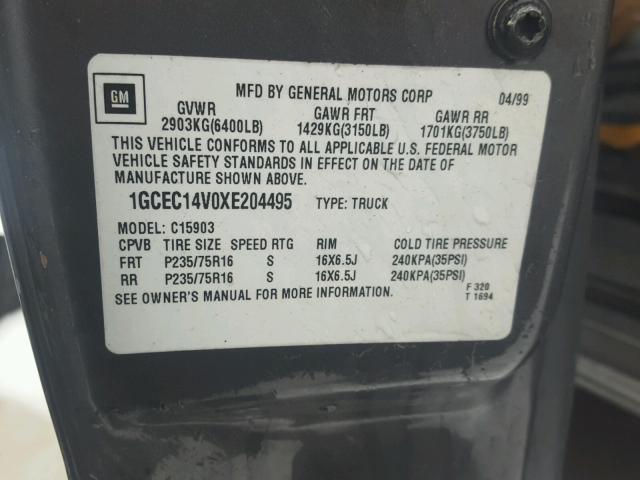 GM
MFD BY GENERAL MOTORS CORP 04/99
GVWR GAWR FRT GAWR RR
2903KG(6400LB) 1429KG(3150LB) 1701KG(3750LB)
THIS VEHICLE CONFORMS TO ALL APPLICABLE U.S. FEDERAL MOTOR
VEHICLE SAFETY STANDARDS IN EFFECT ON THE DATE OF
MANUFACTURE SHOWN ABOVE.
1GCEC14V0XE204495 TYPE: TRUCK
MODEL: C15903
CPVB TIRE SIZE SPEED RTG RIM COLD TIRE PRESSURE
FRT P235/75R16 S 16X6.5J 240KPA(35PSI)
RR P235/75R16 S 16X6.5J 240KPA(35PSI)
SEE OWNER'S MANUAL FOR MORE INFORMATION.
F 320
T 1694